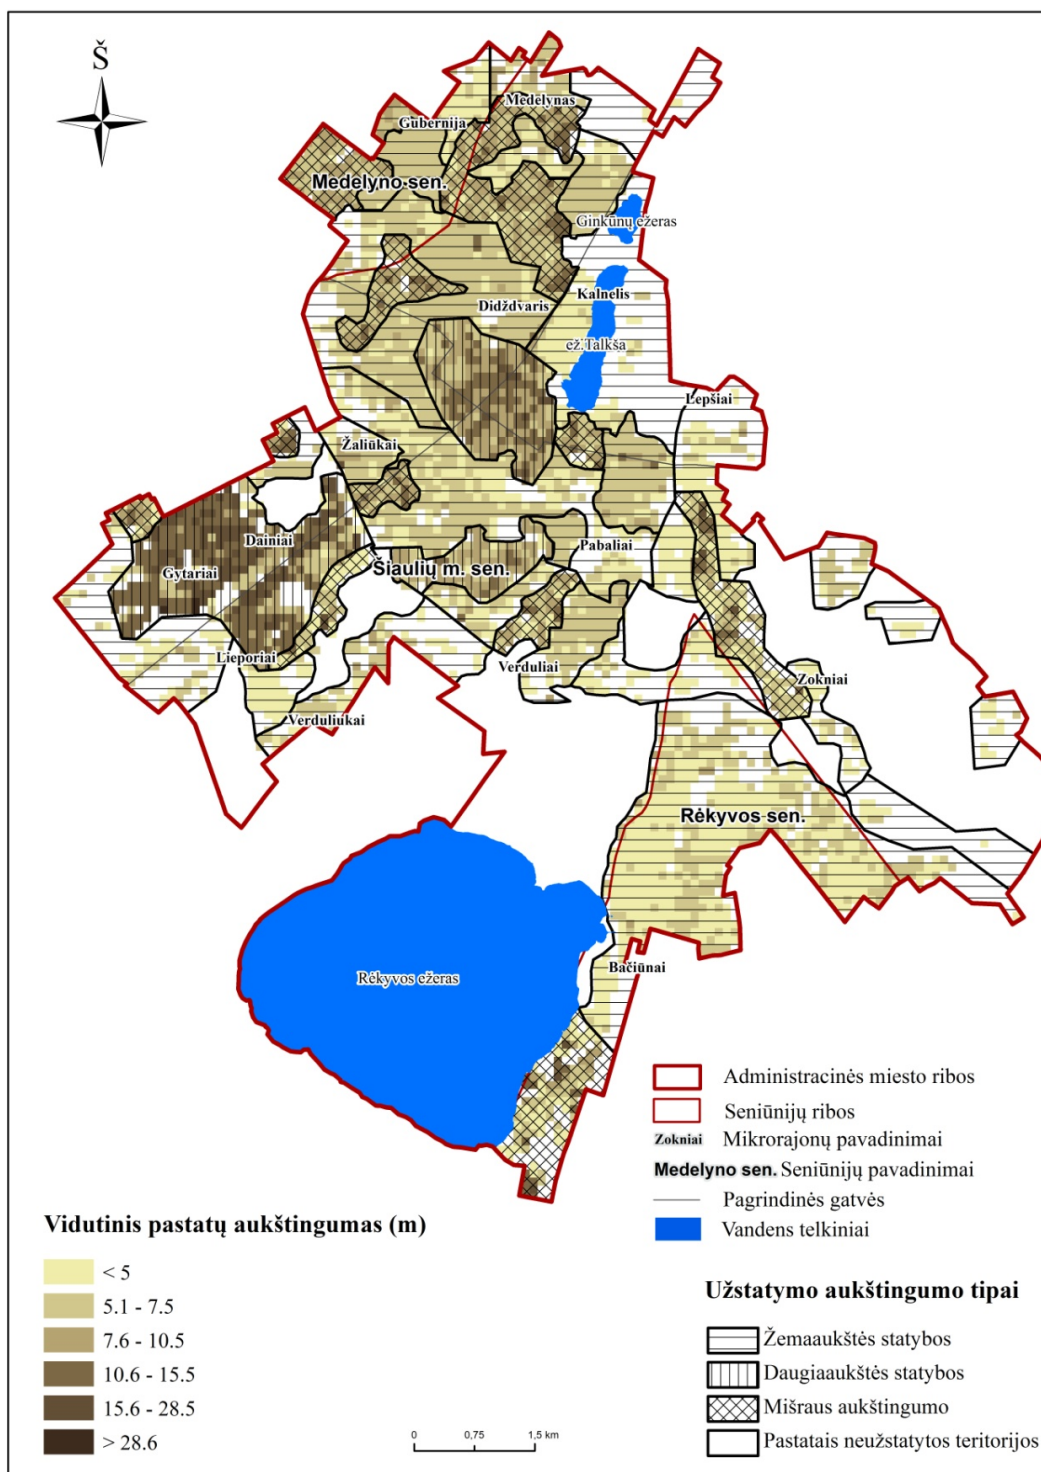 Š
Medelynas
Gubernija
Medelyno sen.
Ginkūnų ežeras
Kalnelis
Didždvaris
ež.Talkša
Lepšiai
Žaliūkai
Dainiai
Pabaliai
Šiaulių m. sen.
Gytariai
Lieporiai
Verduliai
Zokniai
Verduliukai
Rėkyvos sen.
Bačiūnai
Rėkyvos ežeras
Administracinės miesto ribos
Seniūnijų ribos
Zokniai Mikrorajonų pavadinimai
Medelyno sen. Seniūnijų pavadinimai
Pagrindinės gatvės
Vandens telkiniai
Vidutinis pastatų aukštingumas (m)
< 5
5.1 - 7.5
7.6 - 10.5
10.6 - 15.5
15.6 - 28.5
> 28.6
0 0,75 1,5 km
Užstatymo aukštingumo tipai
Žemaaukštės statybos
Daugiaaukštės statybos
Mišraus aukštingumo
Pastatais neužstatytos teritorijos